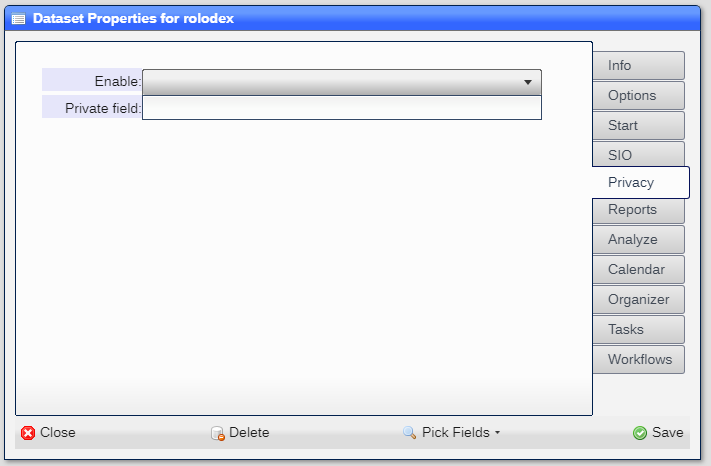 Dataset Properties for rolodex
Enable:
Private field:
Info
Options
Start
SIO
Privacy
Reports
Analyze
Calendar
Organizer
Tasks
Workflows
Close
Delete
Pick Fields
Save